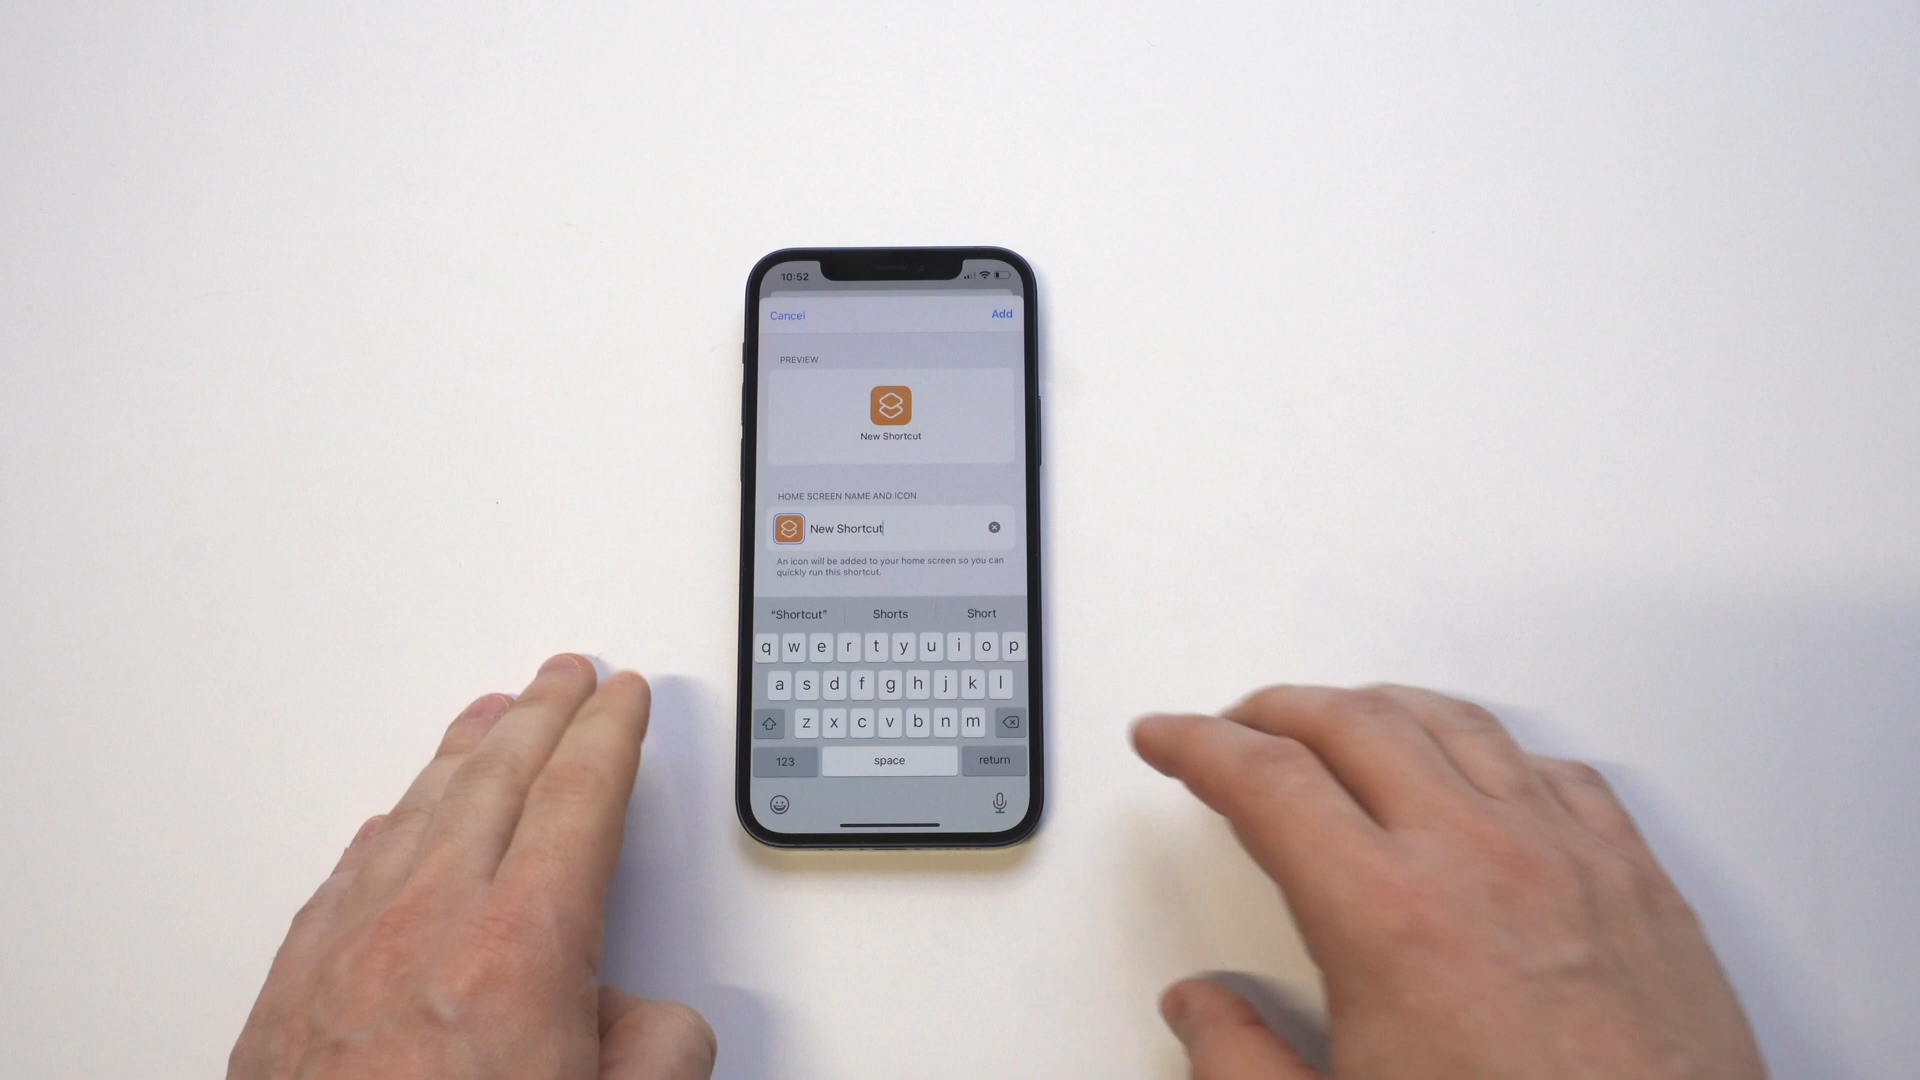 10:52
Cancel Add
PREVIEW
New Shortcut
HOME SCREEN NAME AND ICON
New Shortcut
An icon will be added to your home screen so you can
quickly run this shortcut.
“Shortcut” Shorts Short
q w e r t y u i o p
a s d f g h j k l
z x c v b n m
123 space return